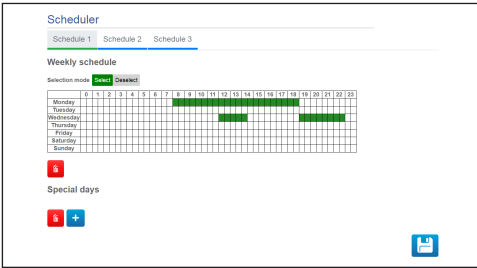 Scheduler
Schedule 1 Schedule 2 Schedule 3
Weekly schedule
Selection mode Select Deselect
0 1 2 3 4 5 6 7 8 9 10 11 12 13 14 15 16 17 18 19 20 21 22 23
Monday
Tuesday
Wednesday
Thursday
Friday
Saturday
Sunday
Special days
+